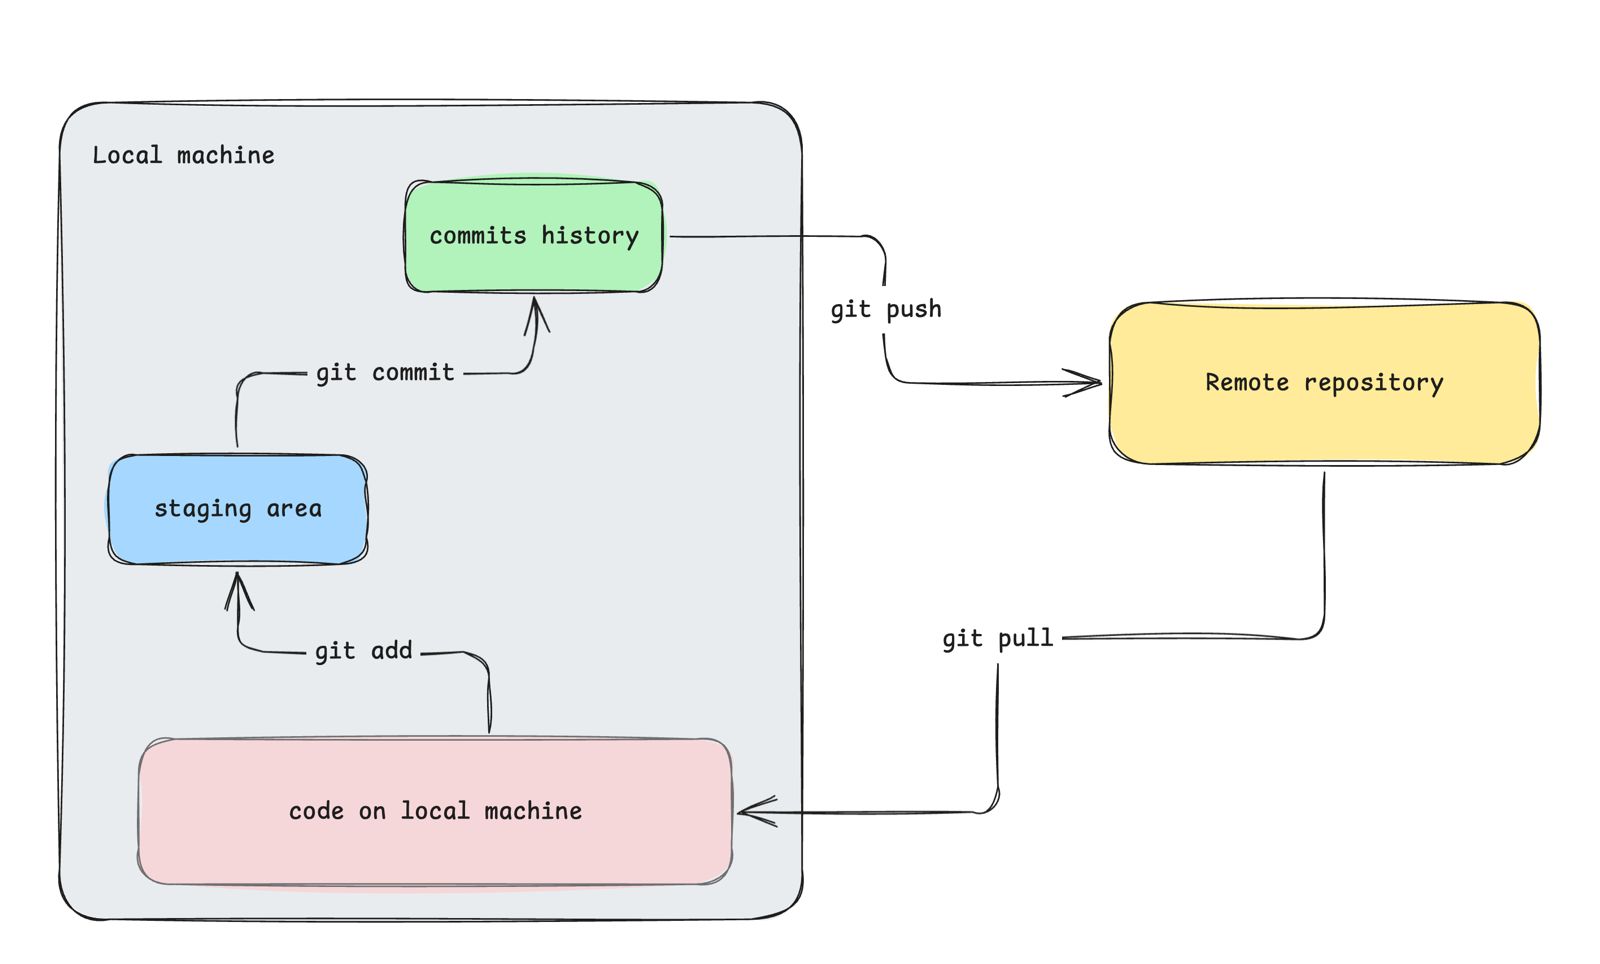 Local machine
commits history
git push
git commit
Remote repository
staging area
git add
git pull
code on local machine